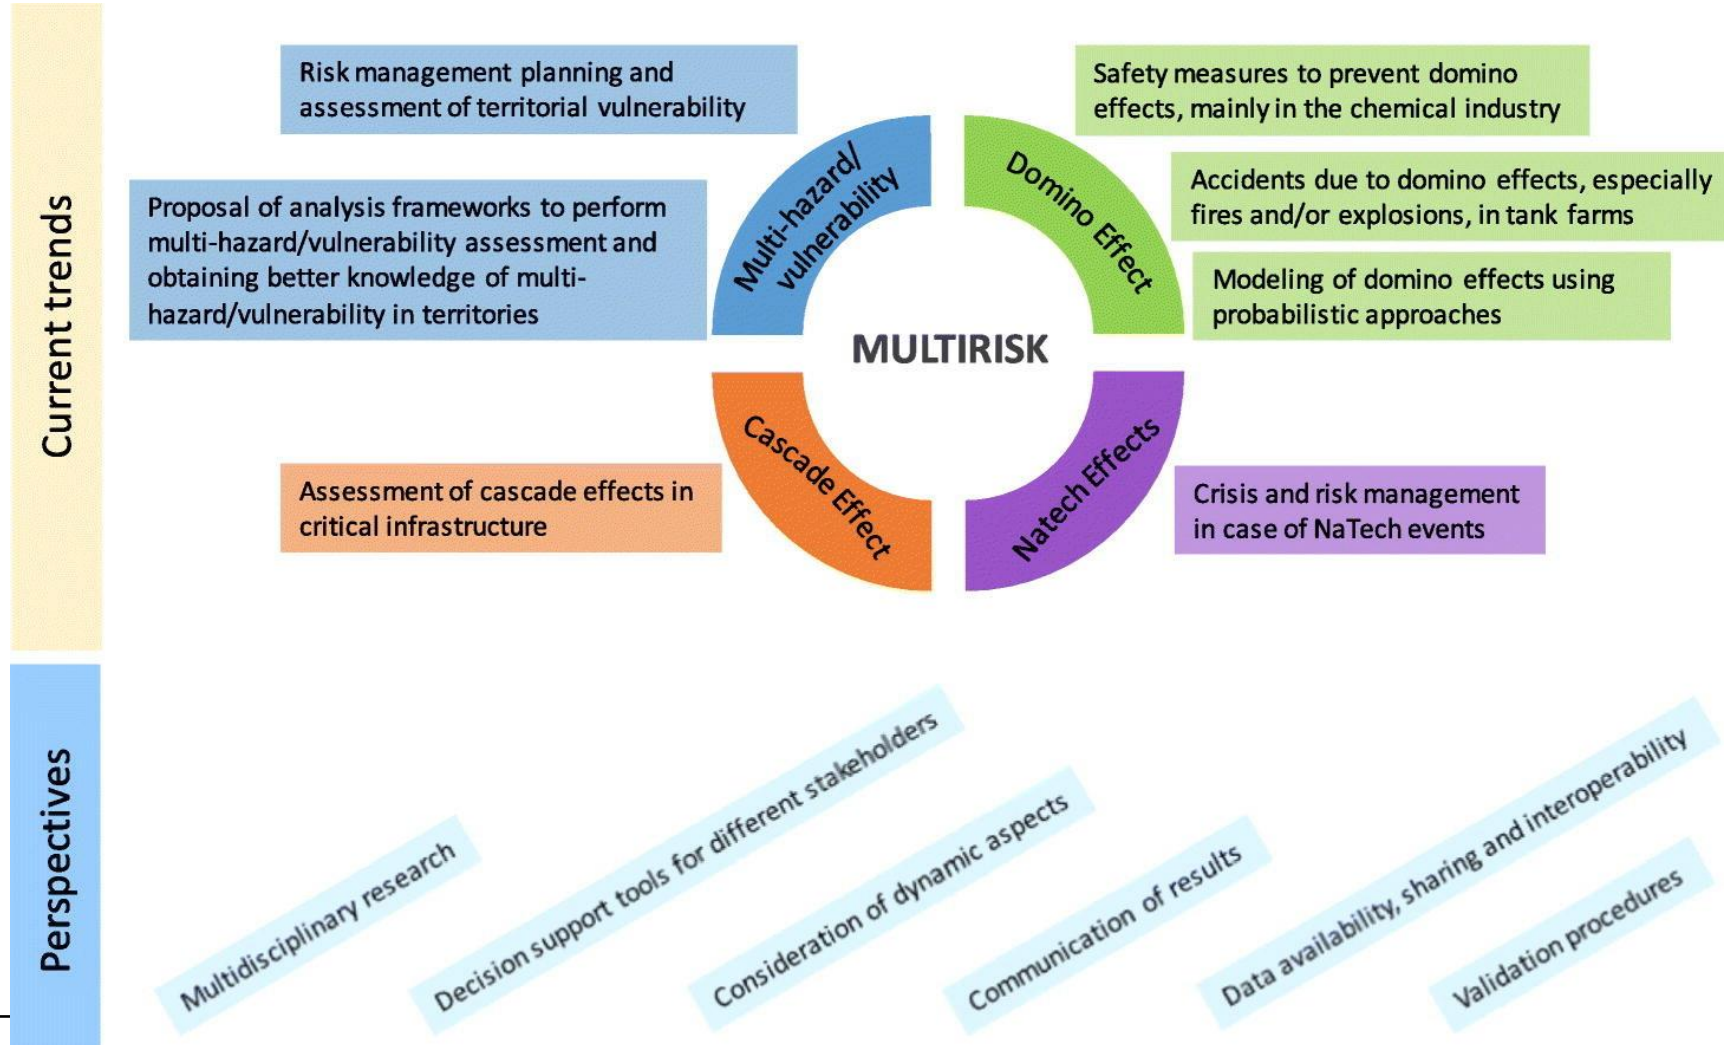 Current trends
Risk management planning and
assessment of territorial vulnerability
Proposal of analysis frameworks to perform
multi-hazard/vulnerability assessment and
obtaining better knowledge of multi-
hazard/vulnerability in territories
Multi-hazard/
vulnerability
Domino Effect
Safety measures to prevent domino
effects, mainly in the chemical industry
Accidents due to domino effects, especially
fires and/or explosions, in tank farms
Modeling of domino effects using
probabilistic approaches
MULTIRISK
Assessment of cascade effects in
critical infrastructure
Cascade Effect
Natech Effects
Crisis and risk management
in case of NaTech events
Perspectives
Multidisciplinary research
Decision support tools for different stakeholders
Consideration of dynamic aspects
Communication of results
Data availability, sharing and interoperability
Validation procedures